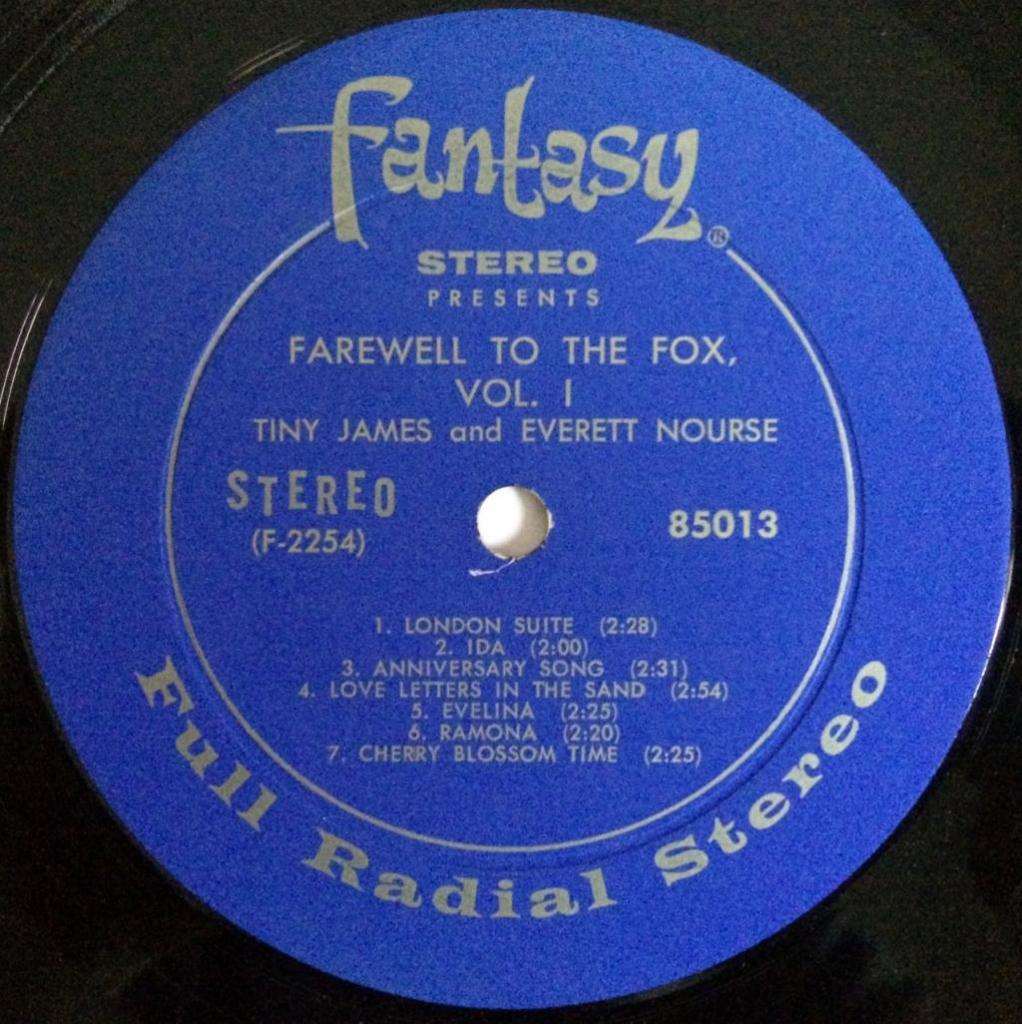 Fantasy®
STEREO
PRESENTS
FAREWELL TO THE FOX,
VOL. I
TINY JAMES and EVERETT NOURSE
STEREO
(F-2254)
85013
1. LONDON SUITE (2:28)
2. IDA (2:00)
3. ANNIVERSARY SONG (2:31)
4. LOVE LETTERS IN THE SAND (2:54)
5. EVELINA (2:25)
6. RAMONA (2:20)
7. CHERRY BLOSSOM TIME (2:25)
Full Radial Stereo